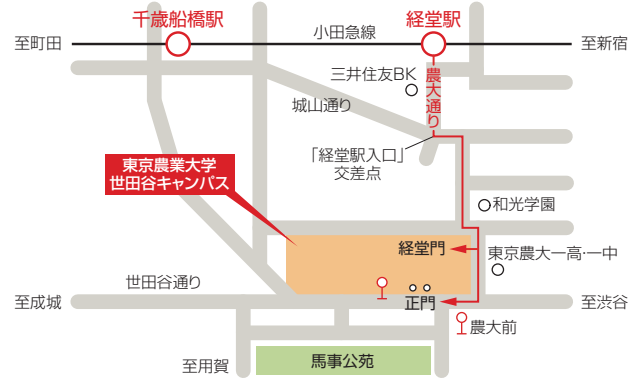 千歳船橋駅
経堂駅
小田急線
至町田
至新宿
三井住友BK
農大通り
城山通り
「経堂駅入口」
交差点
東京農業大学
世田谷キャンパス
和光学園
経堂門
東京農大一高・一中
世田谷通り
至成城
正門
至渋谷
農大前
馬事公苑
至用賀